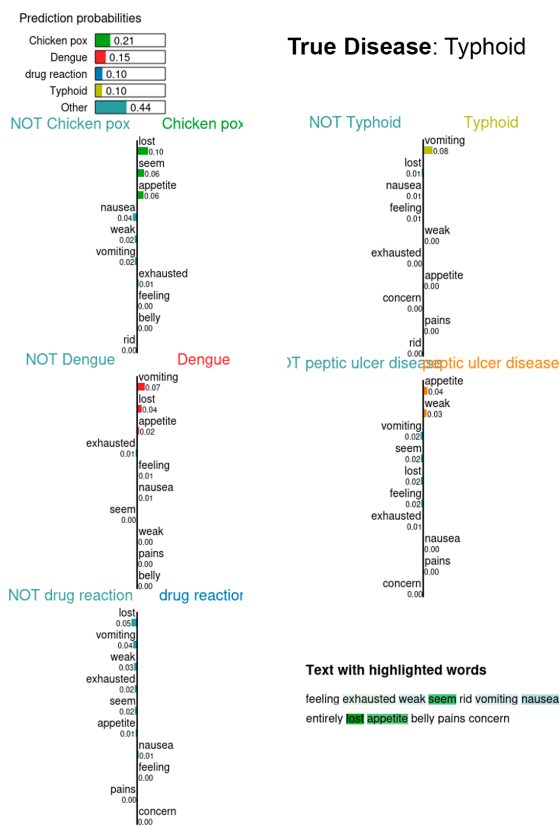 Prediction probabilities
Chicken pox 0.21
Dengue 0.15
drug reaction 0.10
Typhoid 0.10
Other 0.44
True Disease: Typhoid
NOT Chicken pox Chicken pox
lost
0.10
seem
0.06
appetite
0.06
nausea
0.04
weak
0.02
vomiting
0.02
exhausted
0.01
feeling
0.00
belly
0.00
rid
0.00
NOT Typhoid Typhoid
vomiting
0.08
lost
0.01
nausea
0.01
feeling
0.01
weak
0.00
exhausted
0.00
appetite
0.00
concern
0.00
pains
0.00
rid
0.00
NOT Dengue Dengue
vomiting
0.07
lost
0.04
appetite
0.02
exhausted
0.01
feeling
0.01
nausea
0.01
seem
0.00
weak
0.00
pains
0.00
belly
0.00
OT peptic ulcer disease peptic ulcer disease
appetite
0.04
weak
0.03
vomiting
0.02
seem
0.02
lost
0.02
feeling
0.02
exhausted
0.01
nausea
0.00
pains
0.00
concern
0.00
NOT drug reaction drug reaction
lost
0.05
vomiting
0.04
weak
0.03
exhausted
0.02
seem
0.02
appetite
0.01
nausea
0.01
feeling
0.00
pains
0.00
concern
0.00
Text with highlighted words
feeling exhausted weak seem rid vomiting nausea
entirely lost appetite belly pains concern